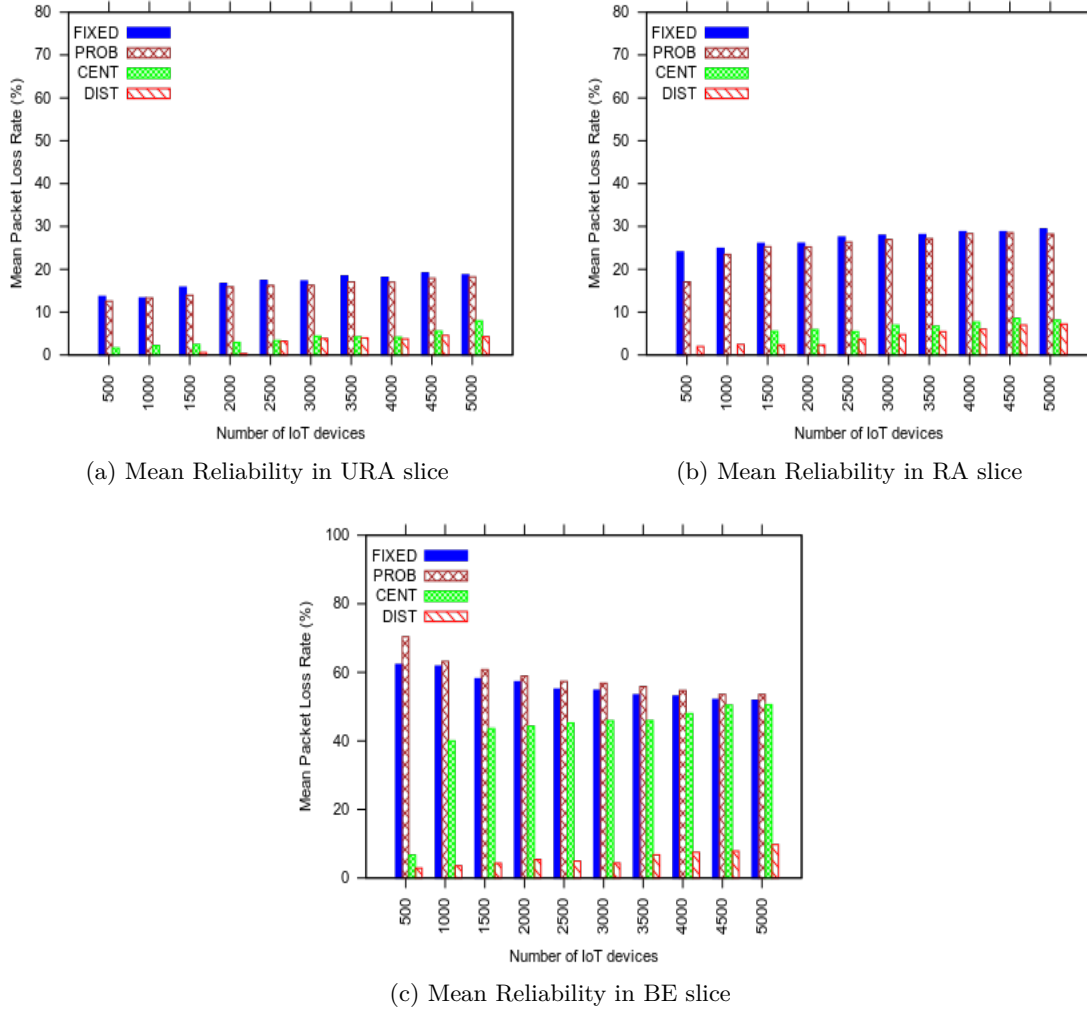 Mean Packet Loss Rate (%)
80
70
60
50
40
30
20
10
0
FIXED
PROB
CENT
DIST
500
1000
1500
2000
2500
3000
3500
4000
4500
5000
Number of IoT devices
(a) Mean Reliability in URA slice
Mean Packet Loss Rate (%)
80
70
60
50
40
30
20
10
0
FIXED
PROB
CENT
DIST
500
1000
1500
2000
2500
3000
3500
4000
4500
5000
Number of IoT devices
(b) Mean Reliability in RA slice
Mean Packet Loss Rate (%)
100
80
60
40
20
0
FIXED
PROB
CENT
DIST
500
1000
1500
2000
2500
3000
3500
4000
4500
5000
Number of IoT devices
(c) Mean Reliability in BE slice